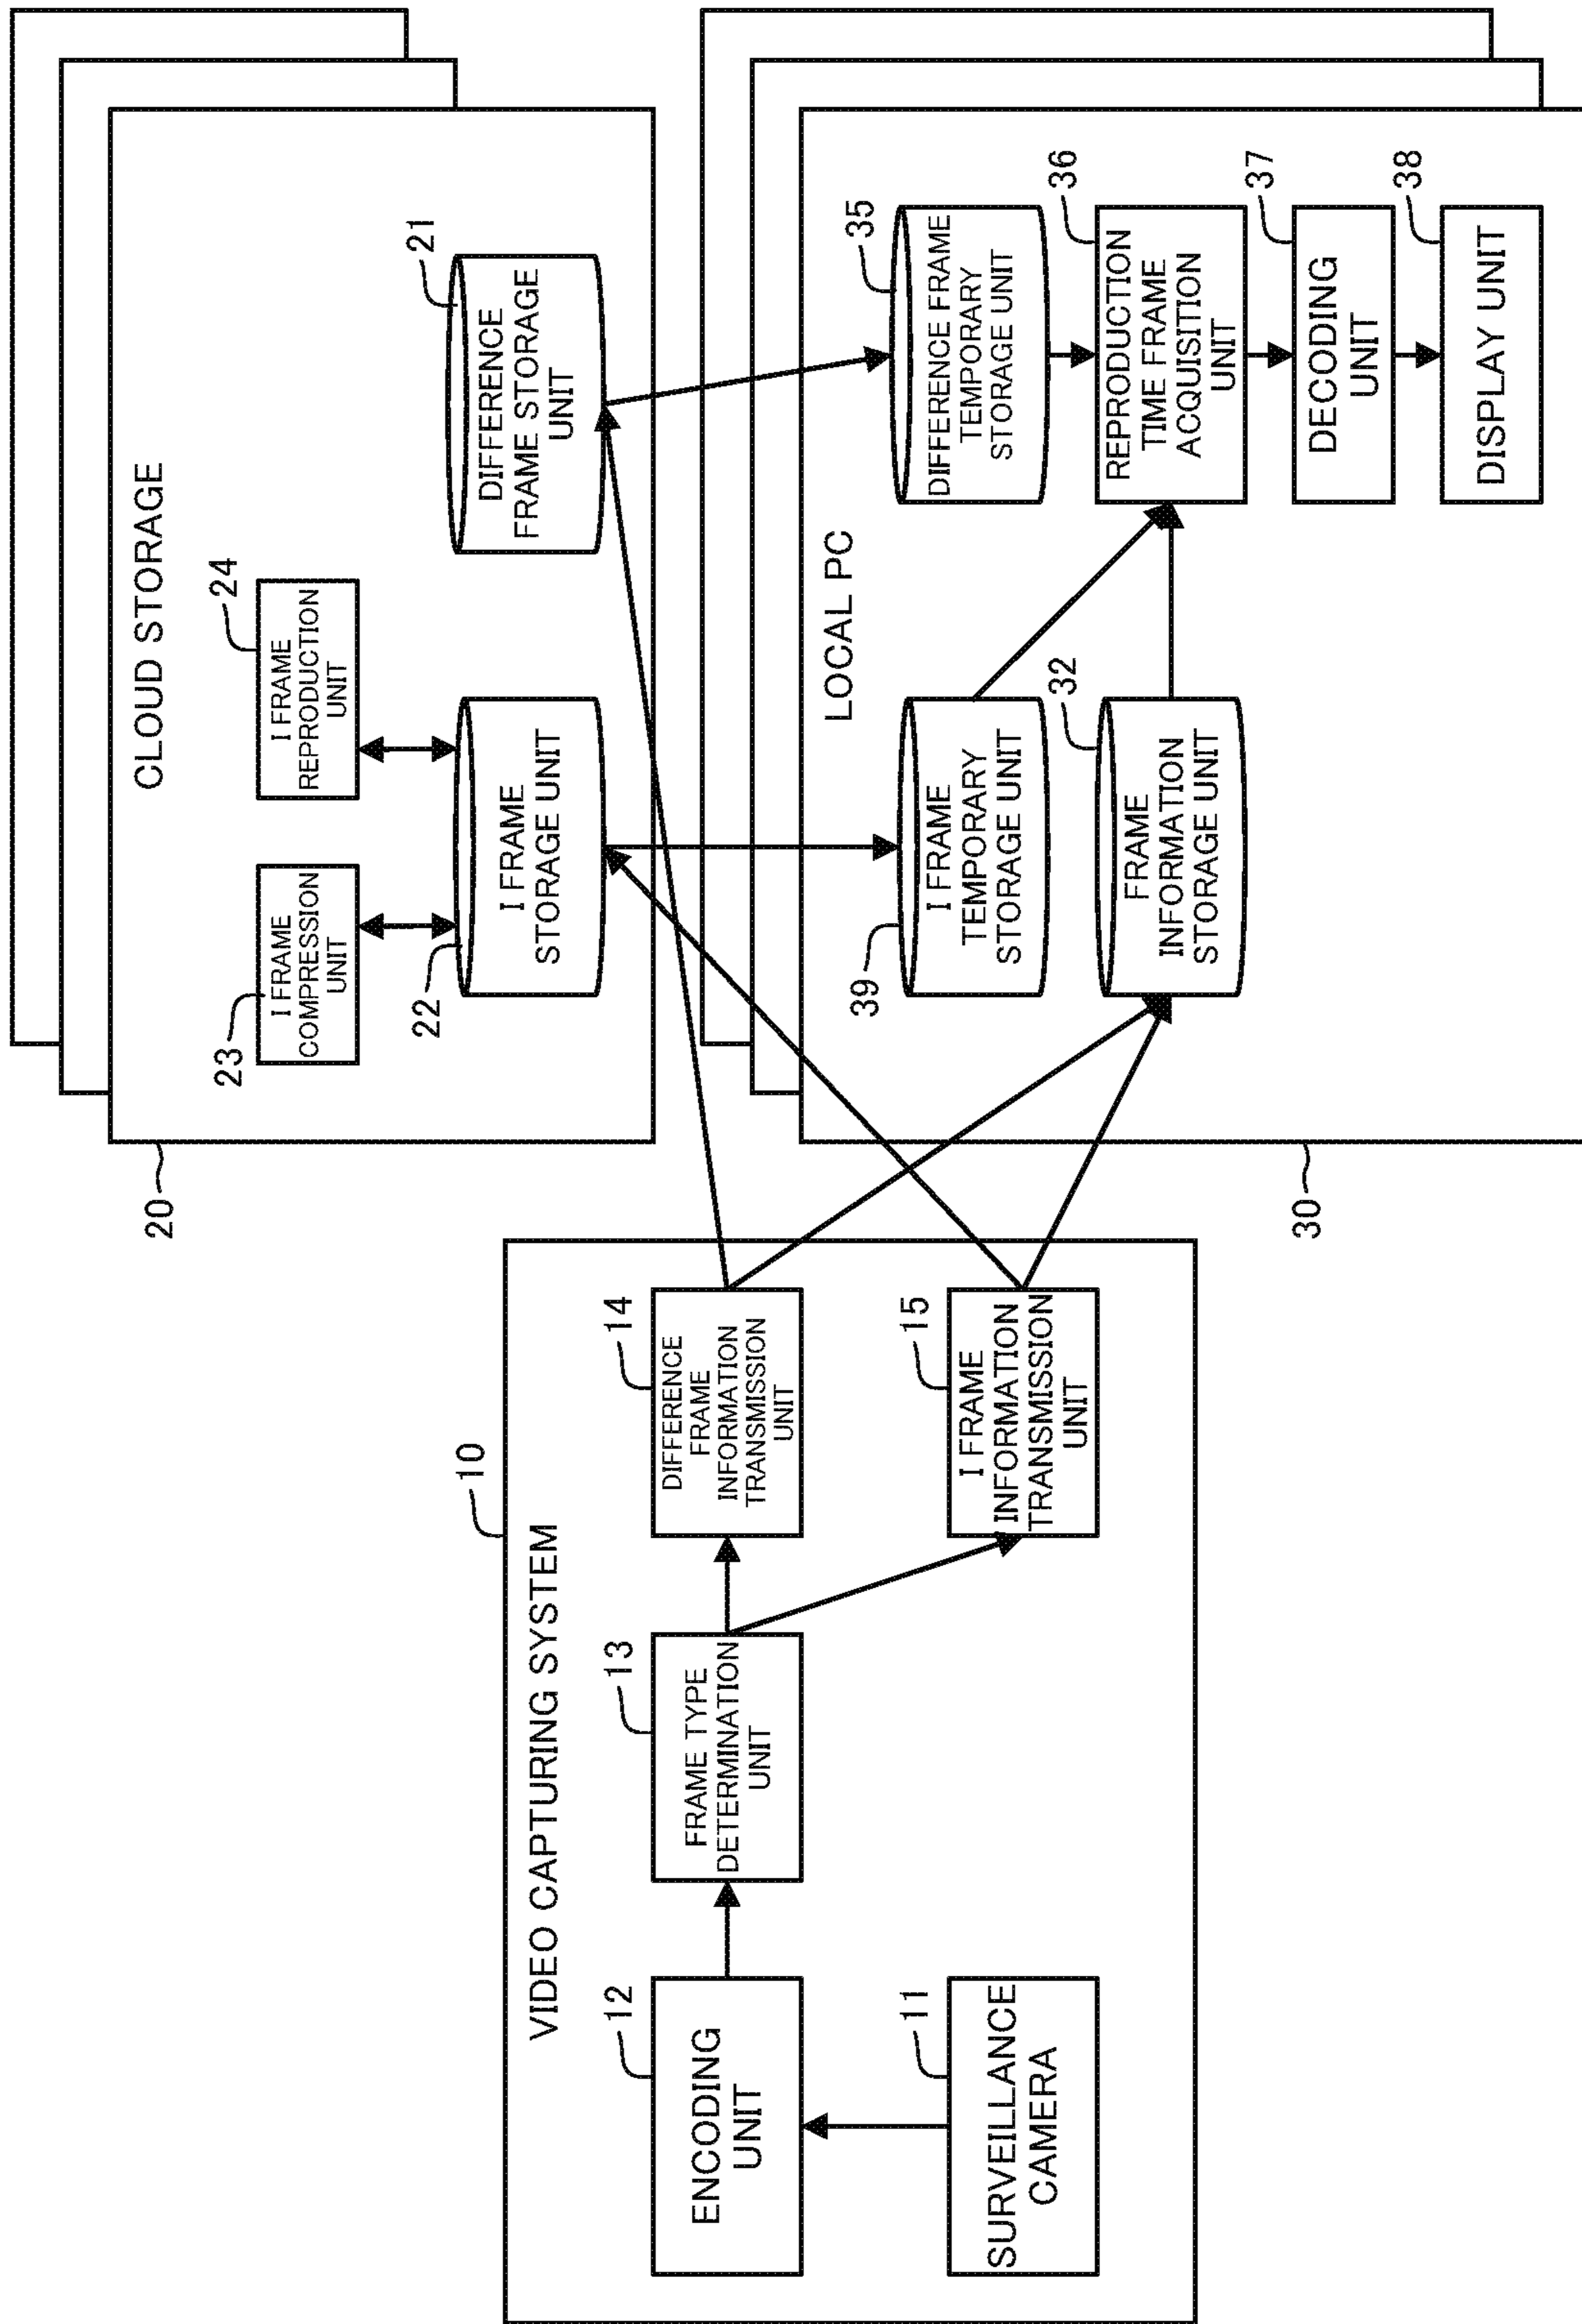 VIDEO CAPTURING SYSTEM
10
12
ENCODING
UNIT
11
SURVEILLANCE
CAMERA
13
FRAME TYPE
DETERMINATION
UNIT
14
DIFFERENCE
FRAME
INFORMATION
TRANSMISSION
UNIT
15
I FRAME
INFORMATION
TRANSMISSION
UNIT
20
CLOUD STORAGE
23
I FRAME
COMPRESSION
UNIT
24
I FRAME
REPRODUCTION
UNIT
22
I FRAME
STORAGE UNIT
21
DIFFERENCE
FRAME STORAGE
UNIT
30
LOCAL PC
39
I FRAME
TEMPORARY
STORAGE UNIT
32
FRAME
INFORMATION
STORAGE UNIT
35
DIFFERENCE FRAME
TEMPORARY
STORAGE UNIT
36
REPRODUCTION
TIME FRAME
ACQUISITION
UNIT
37
DECODING
UNIT
38
DISPLAY UNIT